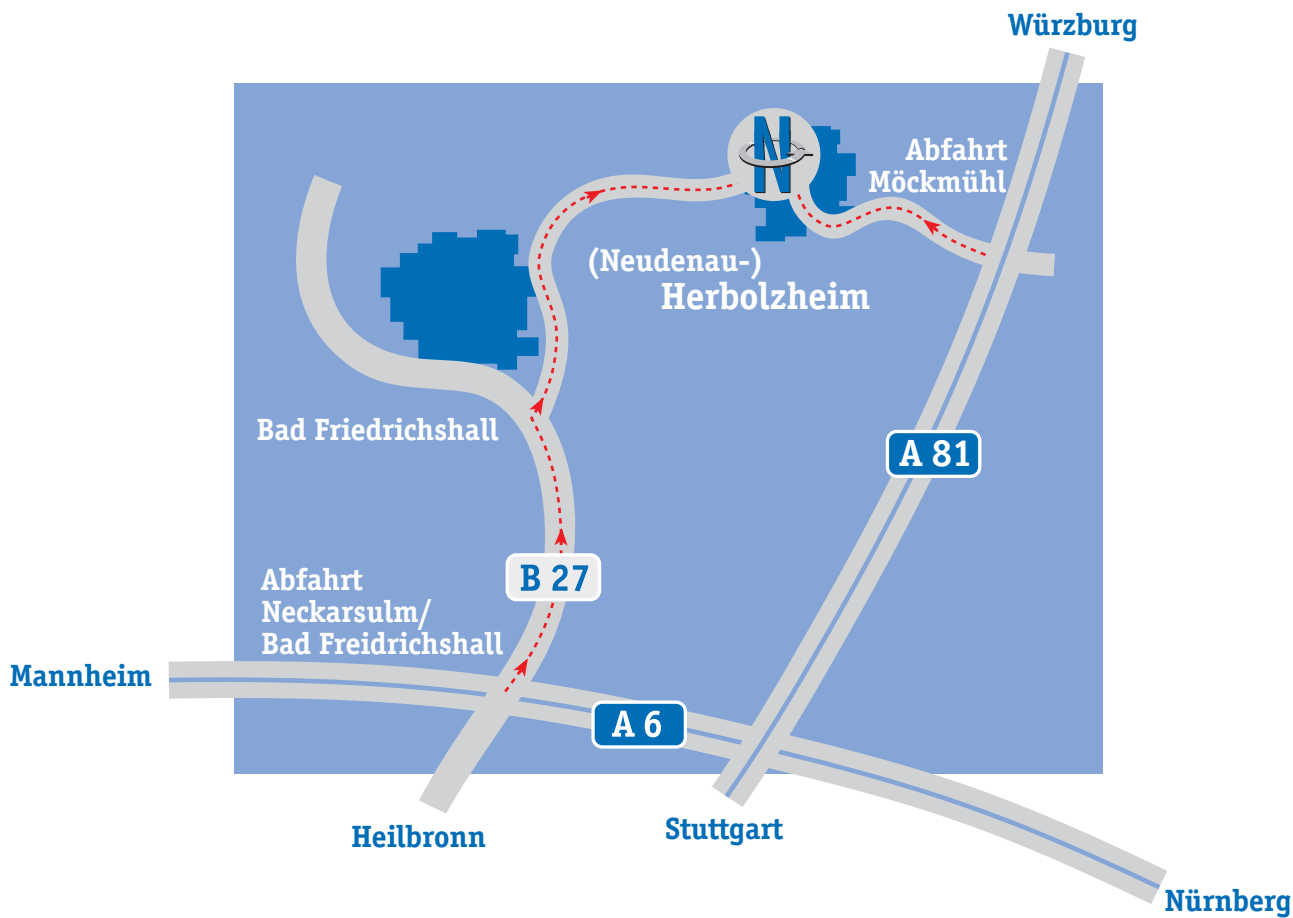 Würzburg
Abfahrt
Möckmühl
N
(Neudenau-)
Herbolzheim
Bad Friedrichshall
A 81
B 27
Abfahrt
Neckarsulm/
Bad Freidrichshall
Mannheim
A 6
Heilbronn
Stuttgart
Nürnberg